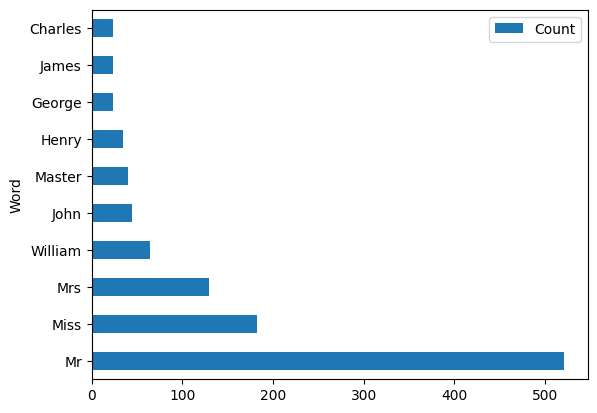 Count
Charles
James
George
Henry
Master
John
William
Mrs
Miss
Mr
Word
0 100 200 300 400 500